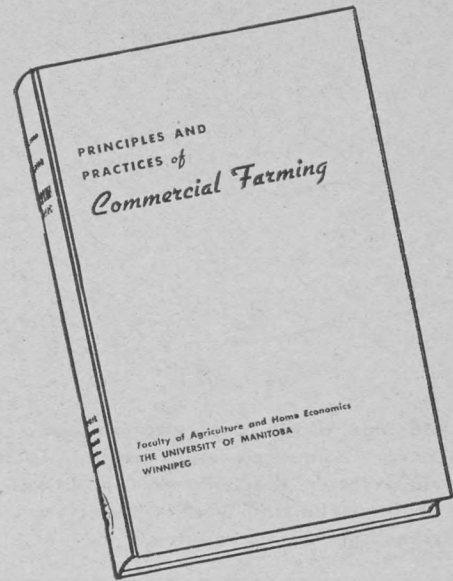 PRINCIPLES AND
PRACTICES of
Commercial Farming
Faculty of Agriculture and Home Economics
THE UNIVERSITY OF MANITOBA
WINNIPEG